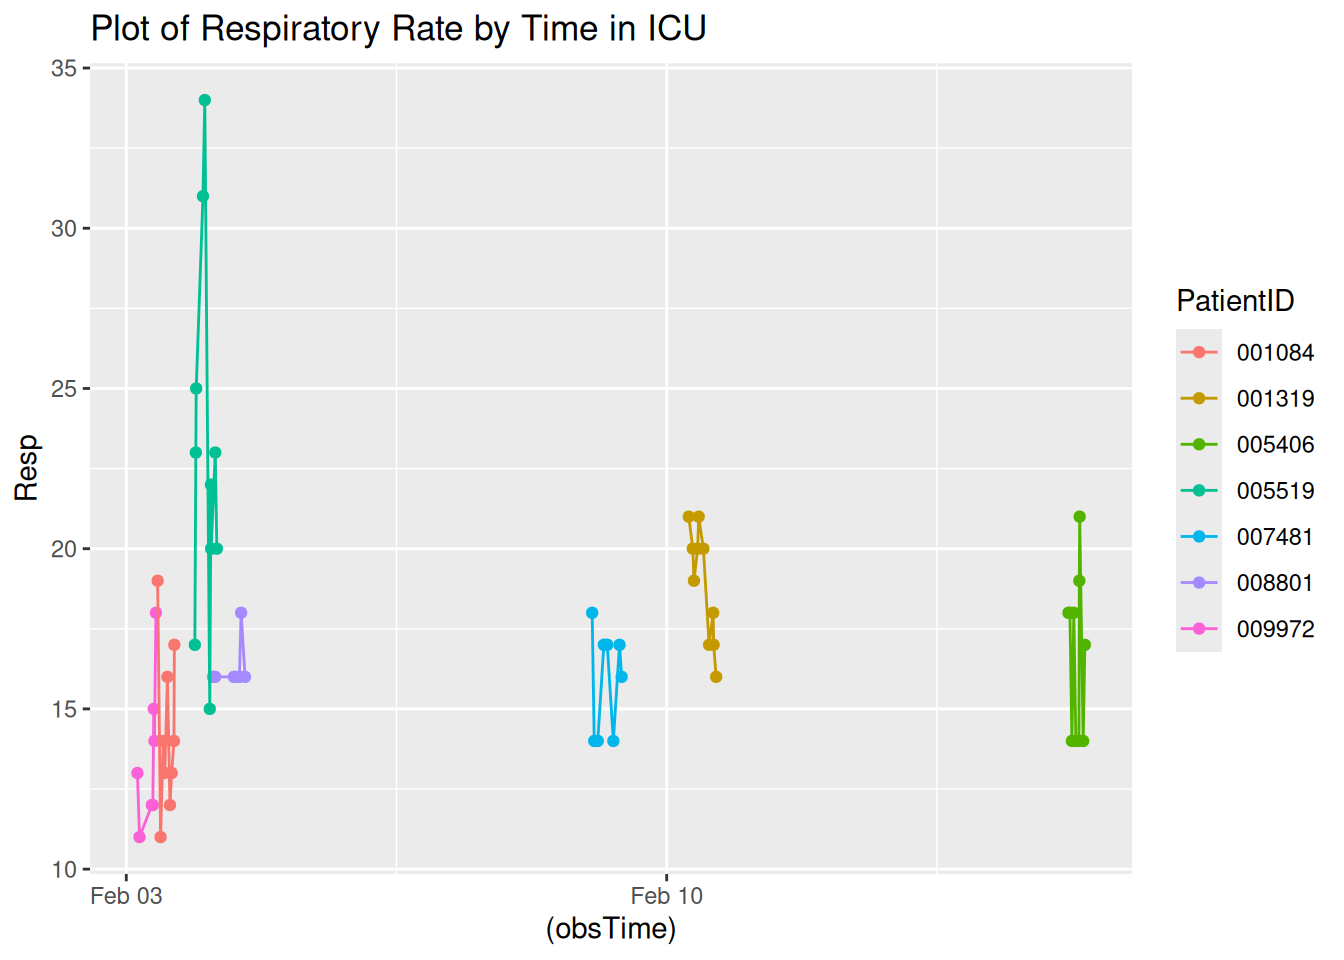 Plot of Respiratory Rate by Time in ICU
35
30
25
20
15
10
Resp
Feb 03
Feb 10
(obsTime)
PatientID
001084
001319
005406
005519
007481
008801
009972